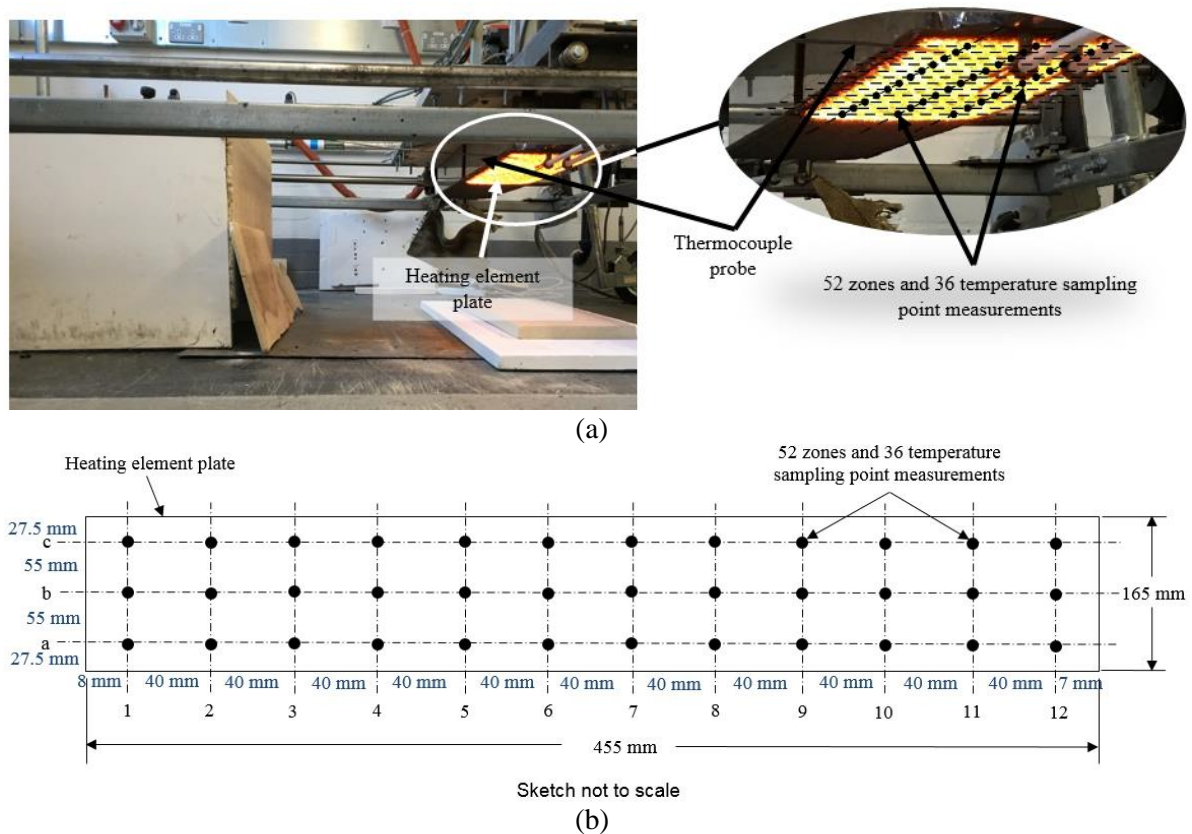 Thermocouple
probe
Heating element
plate
52 zones and 36 temperature sampling
point measurements
(a)
Heating element plate
52 zones and 36 temperature
sampling point measurements
27.5 mm
c
55 mm
b
55 mm
a
27.5 mm
165 mm
8 mm 40 mm 40 mm 40 mm 40 mm 40 mm 40 mm 40 mm 40 mm 40 mm 40 mm 40 mm 7 mm
1 2 3 4 5 6 7 8 9 10 11 12
455 mm
Sketch not to scale
(b)